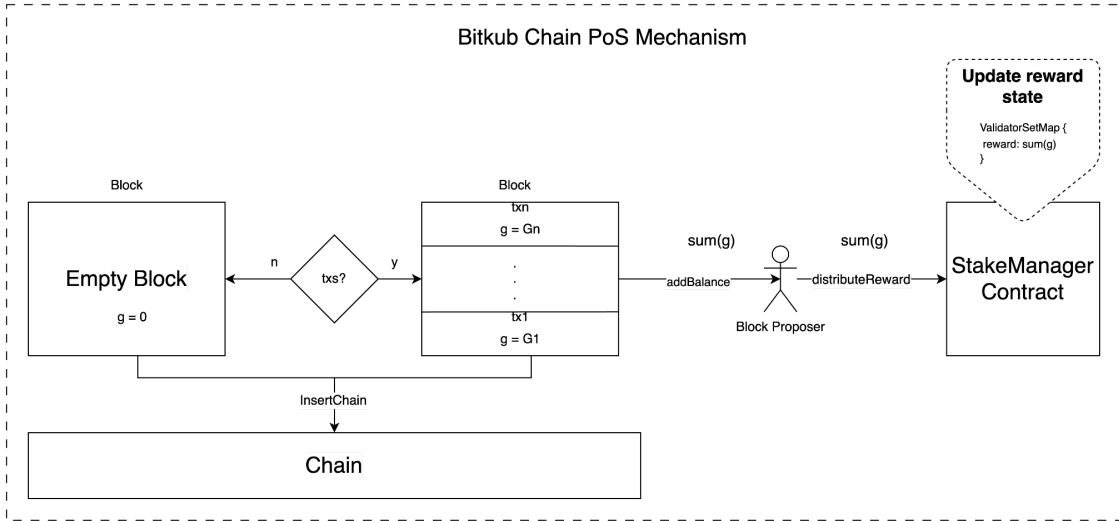 Bitkub Chain PoS Mechanism
Update reward
state
ValidatorSetMap {
reward: sum(g)
}
Block
Empty Block
g = 0
n
txs?
y
Block
txn
g = Gn
.
.
.
tx1
g = G1
sum(g)
addBalance
Block Proposer
sum(g)
distributeReward
StakeManager
Contract
InsertChain
Chain